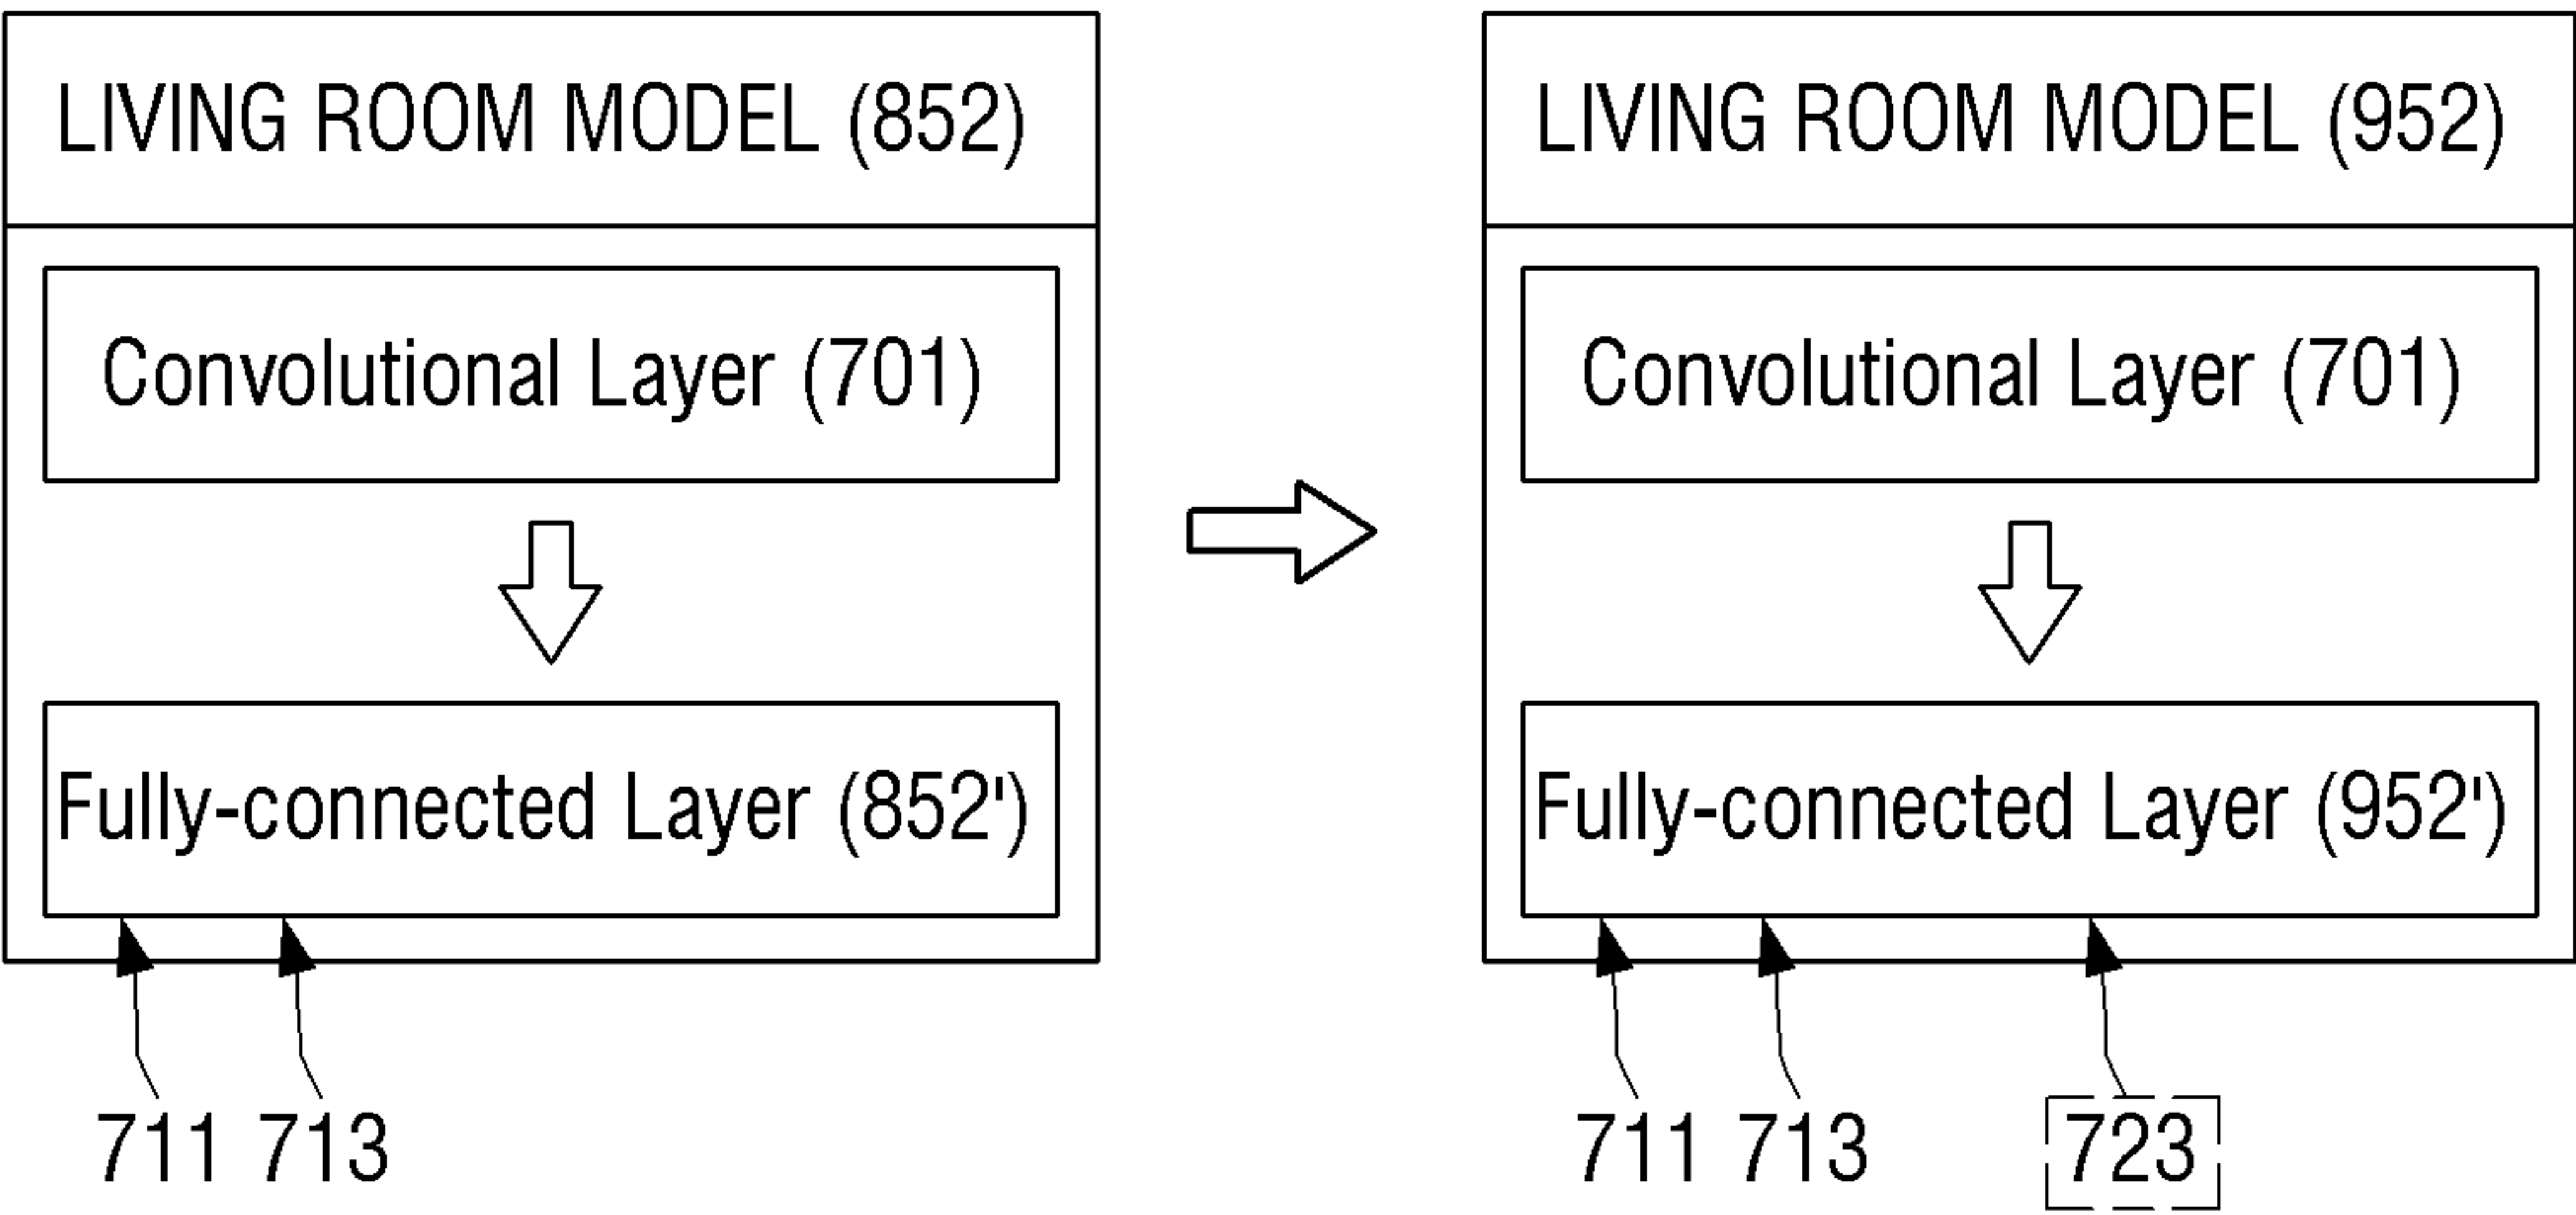 LIVING ROOM MODEL (852)
Convolutional Layer (701)
Fully-connected Layer (852')
711 713
LIVING ROOM MODEL (952)
Convolutional Layer (701)
Fully-connected Layer (952')
711 713 723